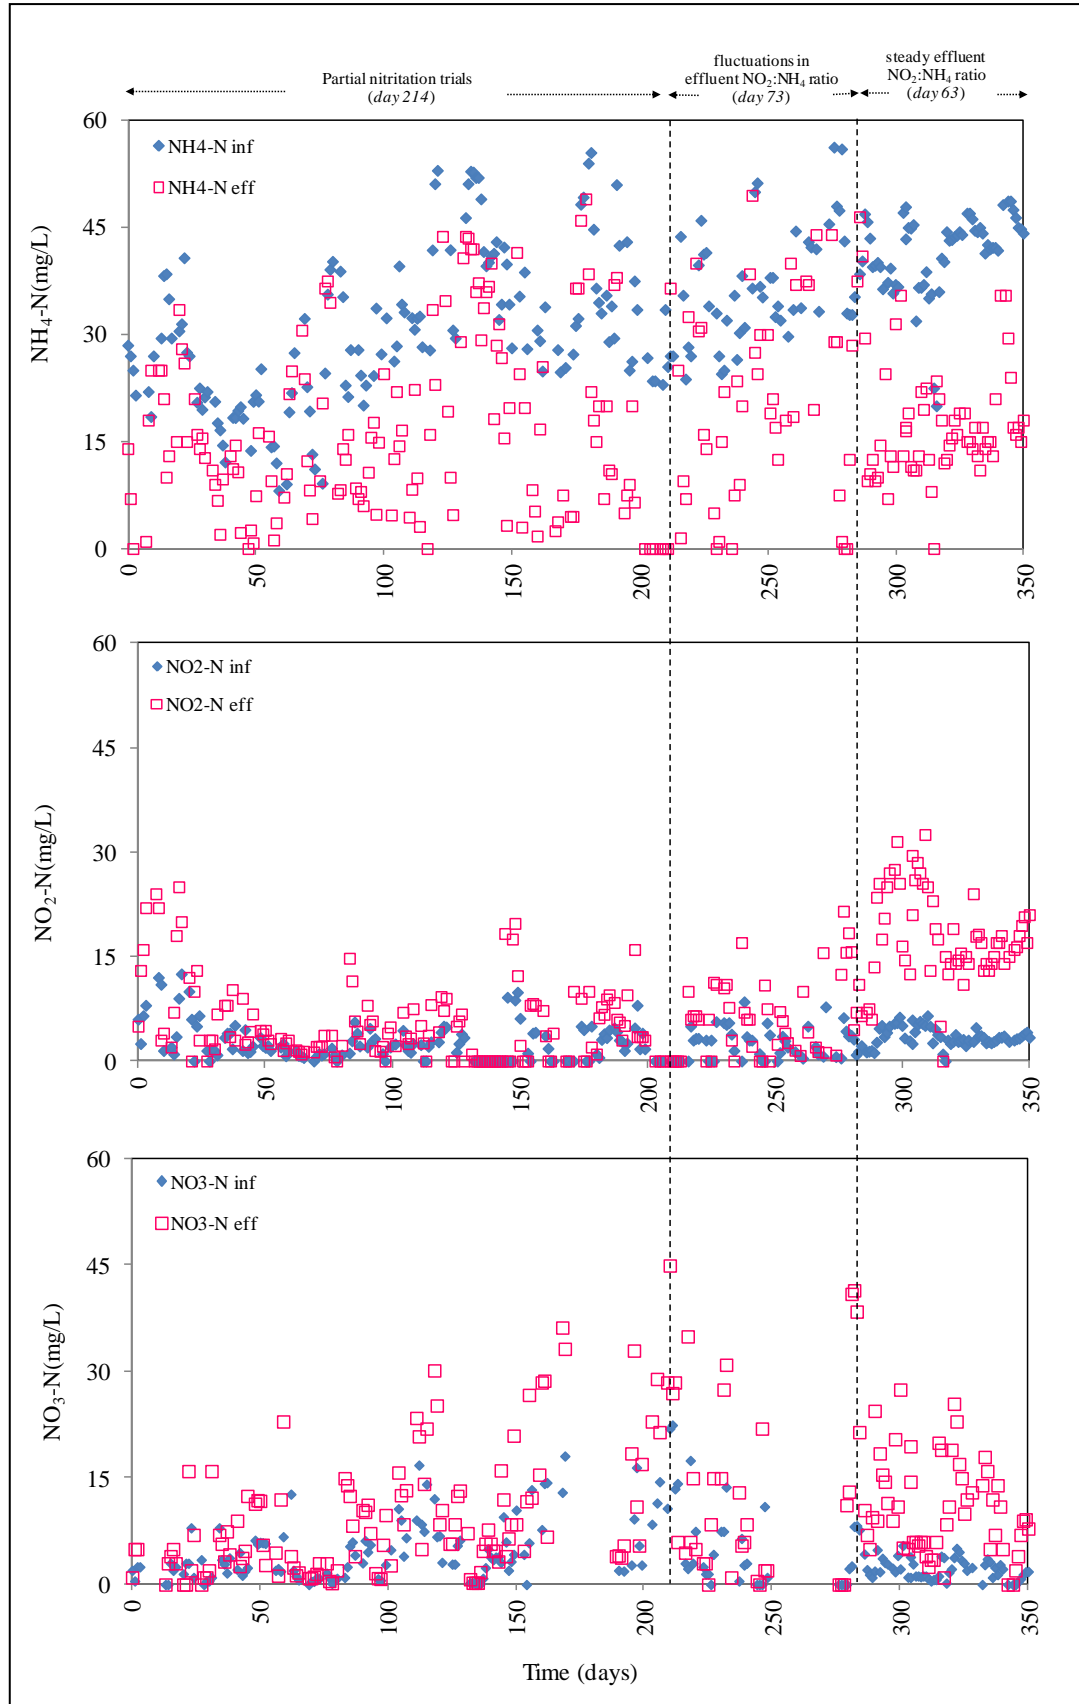 Partial nitritation trials
(day 214)
fluctuations in
effluent NO₂:NH₄ ratio
(day 73)
steady effluent
NO₂:NH₄ ratio
(day 63)
60
45
30
15
0
NH₄-N(mg/L)
NH4-N inf
NH4-N eff
0
50
100
150
200
250
300
350
60
45
30
15
0
NO₂-N(mg/L)
NO2-N inf
NO2-N eff
0
50
100
150
200
250
300
350
60
45
30
15
0
NO₃-N(mg/L)
NO3-N inf
NO3-N eff
0
50
100
150
200
250
300
350
Time (days)